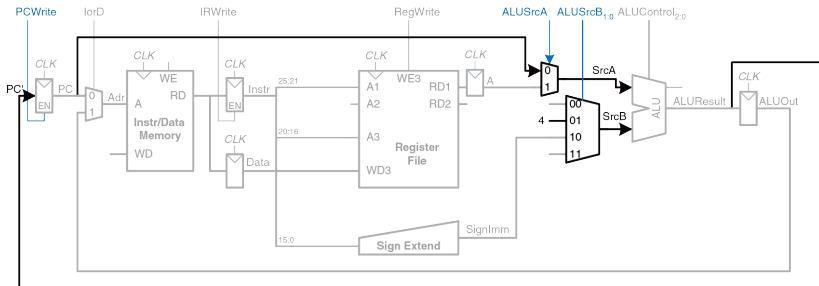 PCWrite IorD IRWrite RegWrite ALUSrcA ALUSrcB1:0 ALUControl2:0
CLK CLK CLK CLK CLK CLK
PC' PC EN 0 1 Adr A WE RD Instr/Data Memory WD
EN Instr 25:21 A1 WE3 RD1 A 0 1 SrcA
A2 RD2 00
4 01 SrcB ALU ALUResult ALUOut
20:16 A3 10
CLK Data WD3 Register File 11
15:0 Sign Extend SignImm